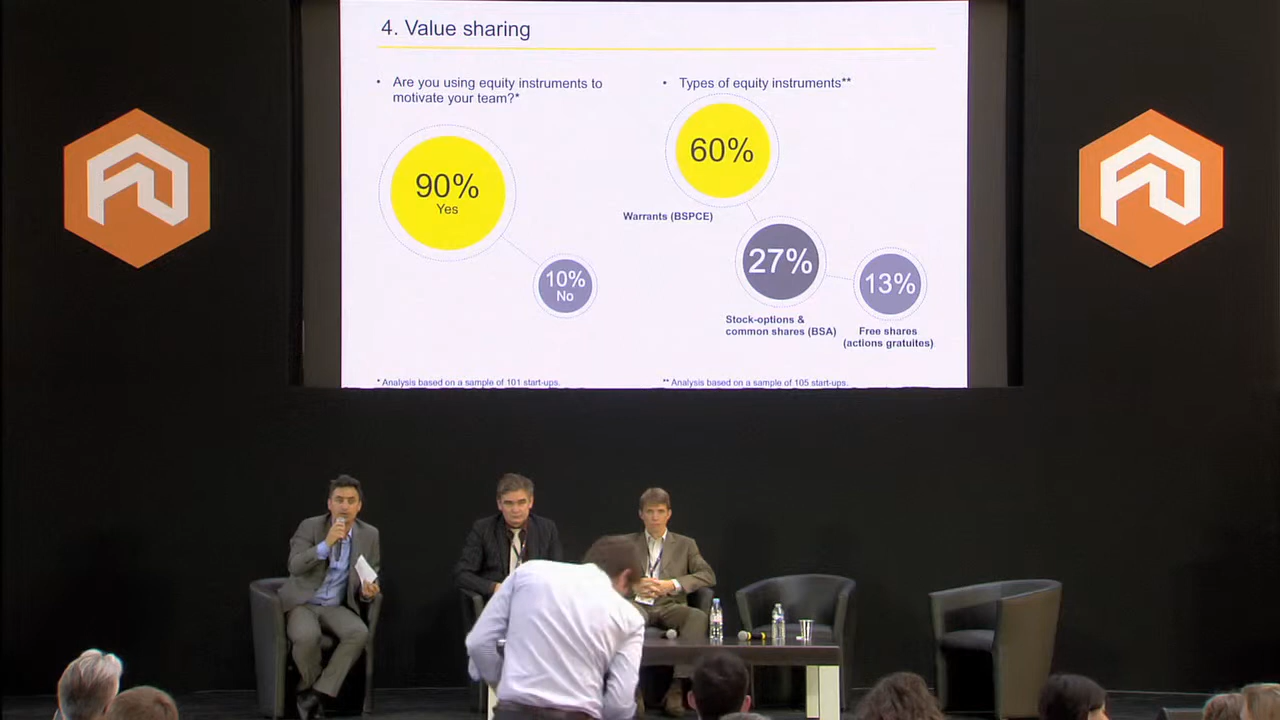 4. Value sharing
• Are you using equity instruments to
motivate your team?*
90%
Yes
10%
No
* Analysis based on a sample of 101 start-ups.
• Types of equity instruments**
60%
Warrants (BSPCE)
27%
Stock-options &
common shares (BSA)
13%
Free shares
(actions gratuites)
** Analysis based on a sample of 105 start-ups.